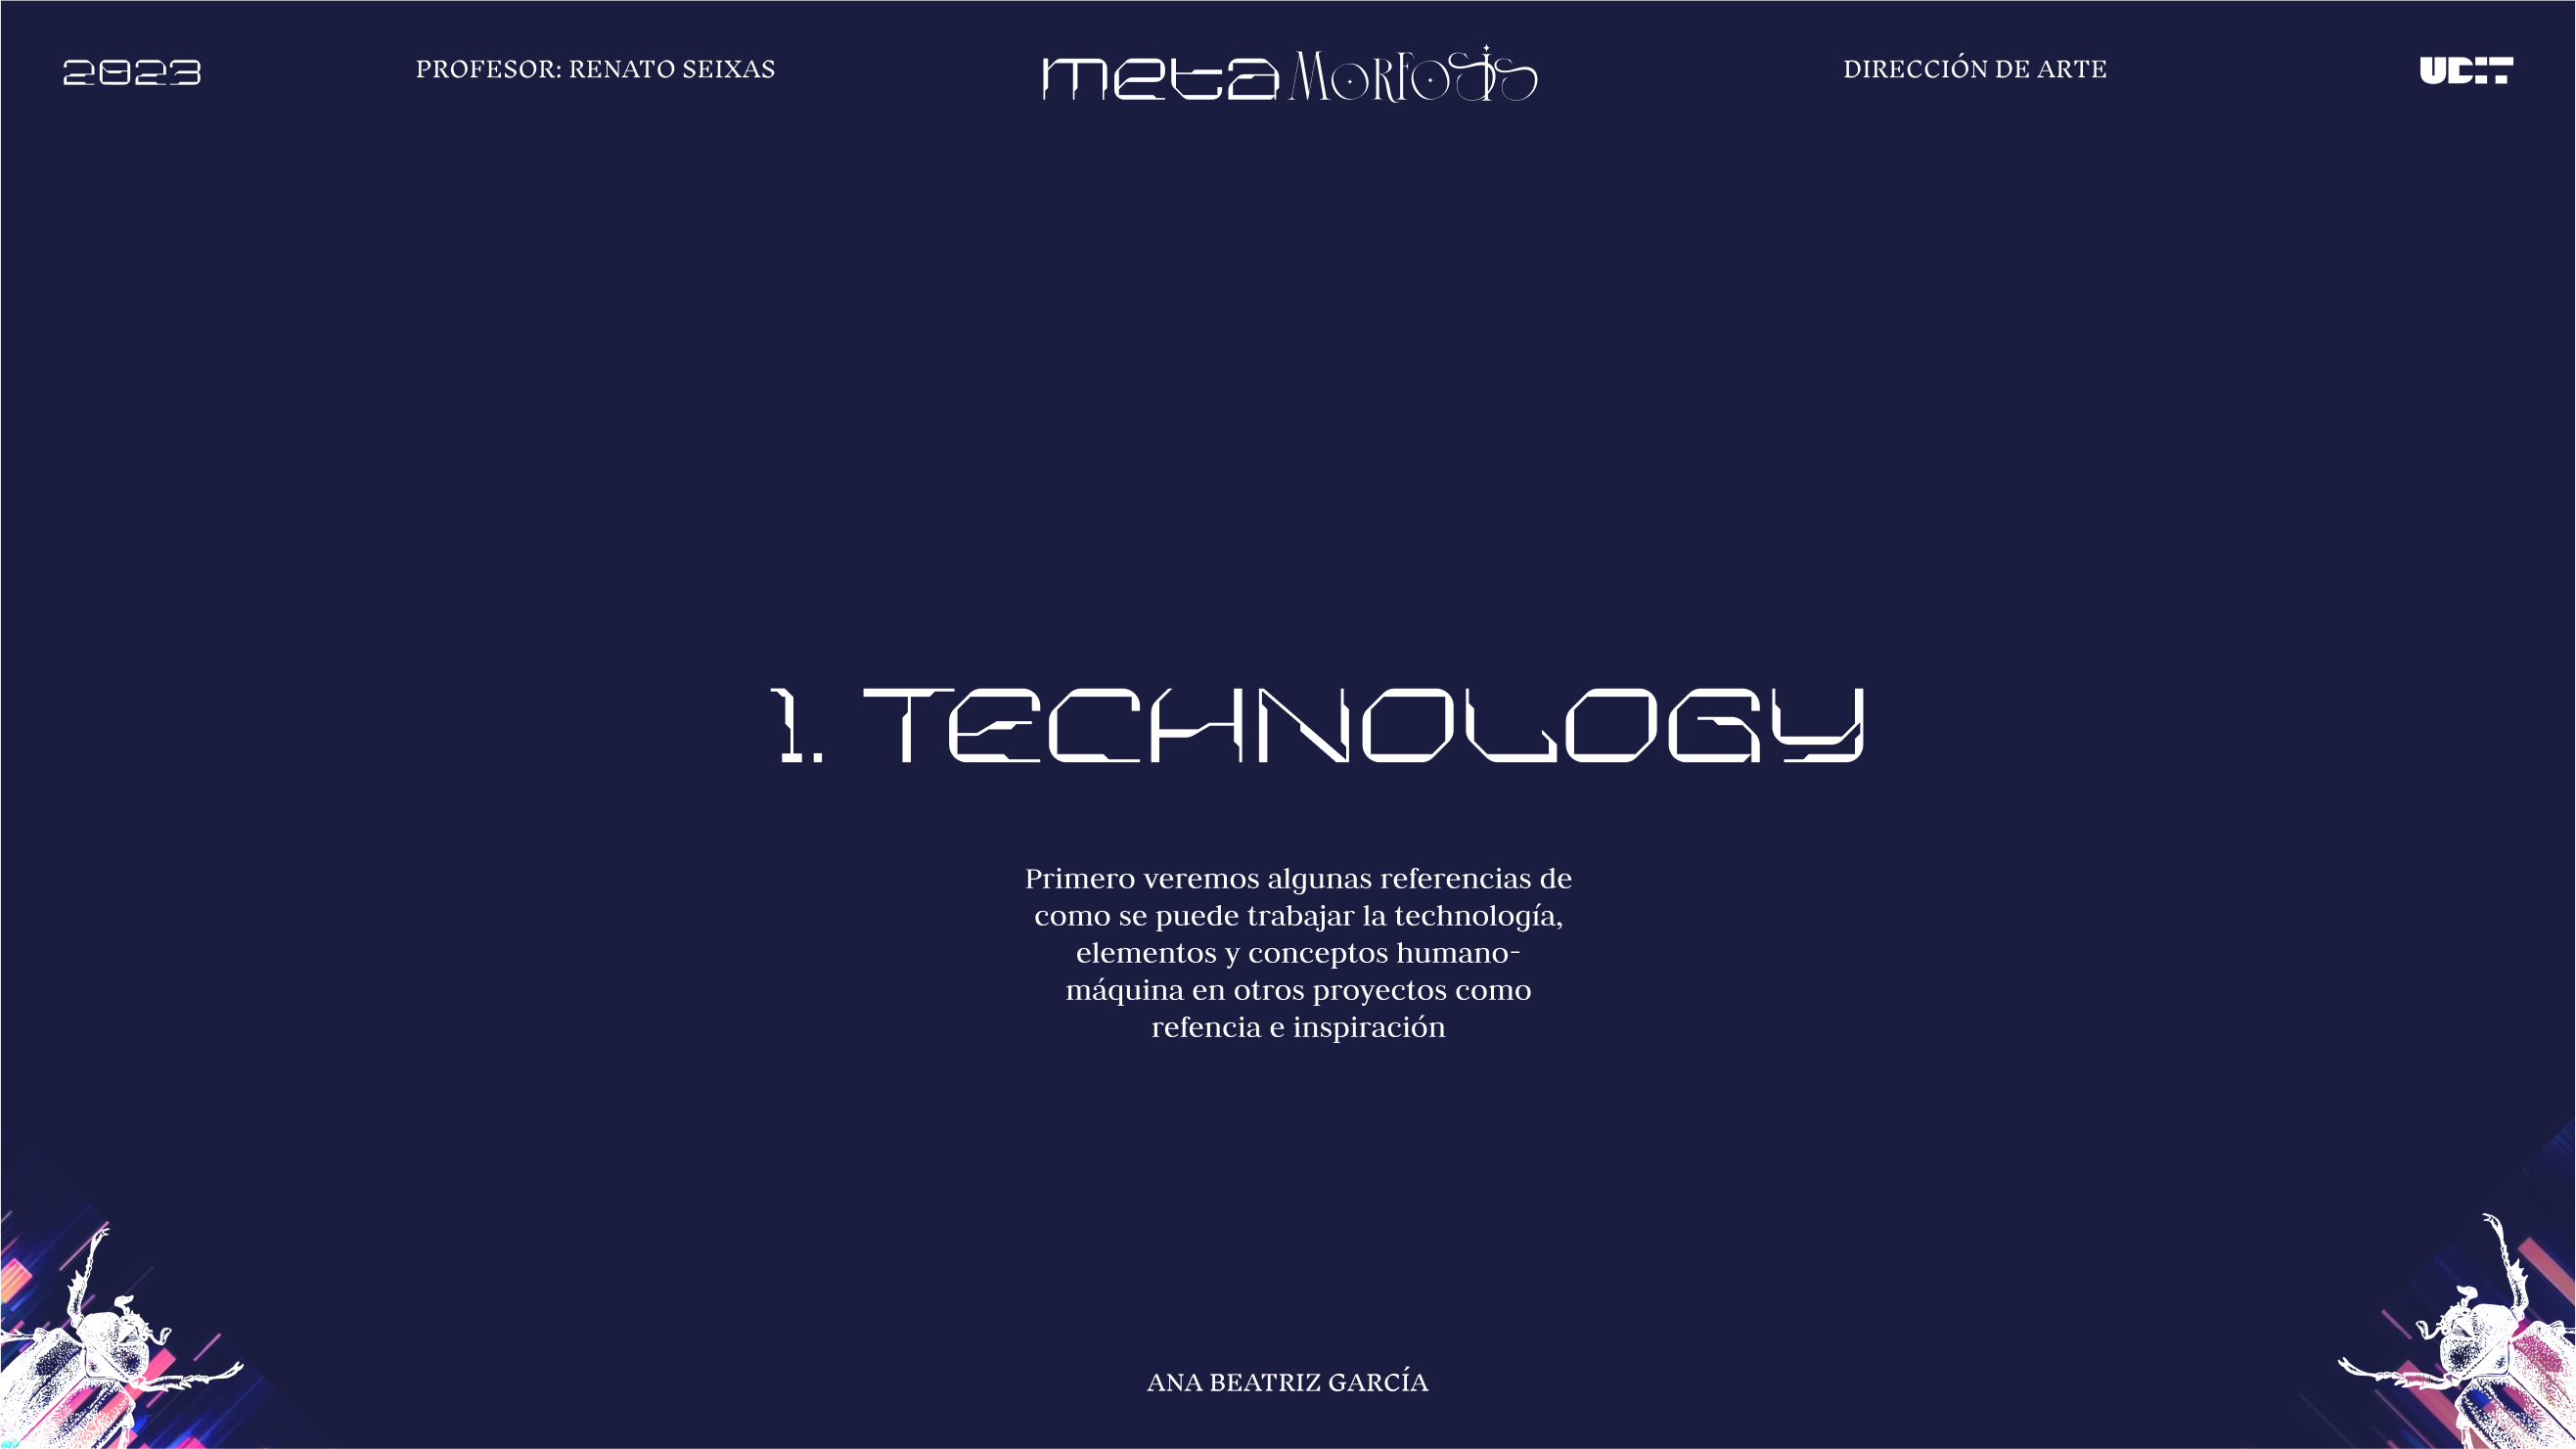 2023
PROFESOR: RENATO SEIXAS
metaMORFOSIS
DIRECCIÓN DE ARTE
UDIT
1. TECHNOLOGY
Primero veremos algunas referencias de
como se puede trabajar la technología,
elementos y conceptos humano-
máquina en otros proyectos como
refencia e inspiración
ANA BEATRIZ GARCÍA